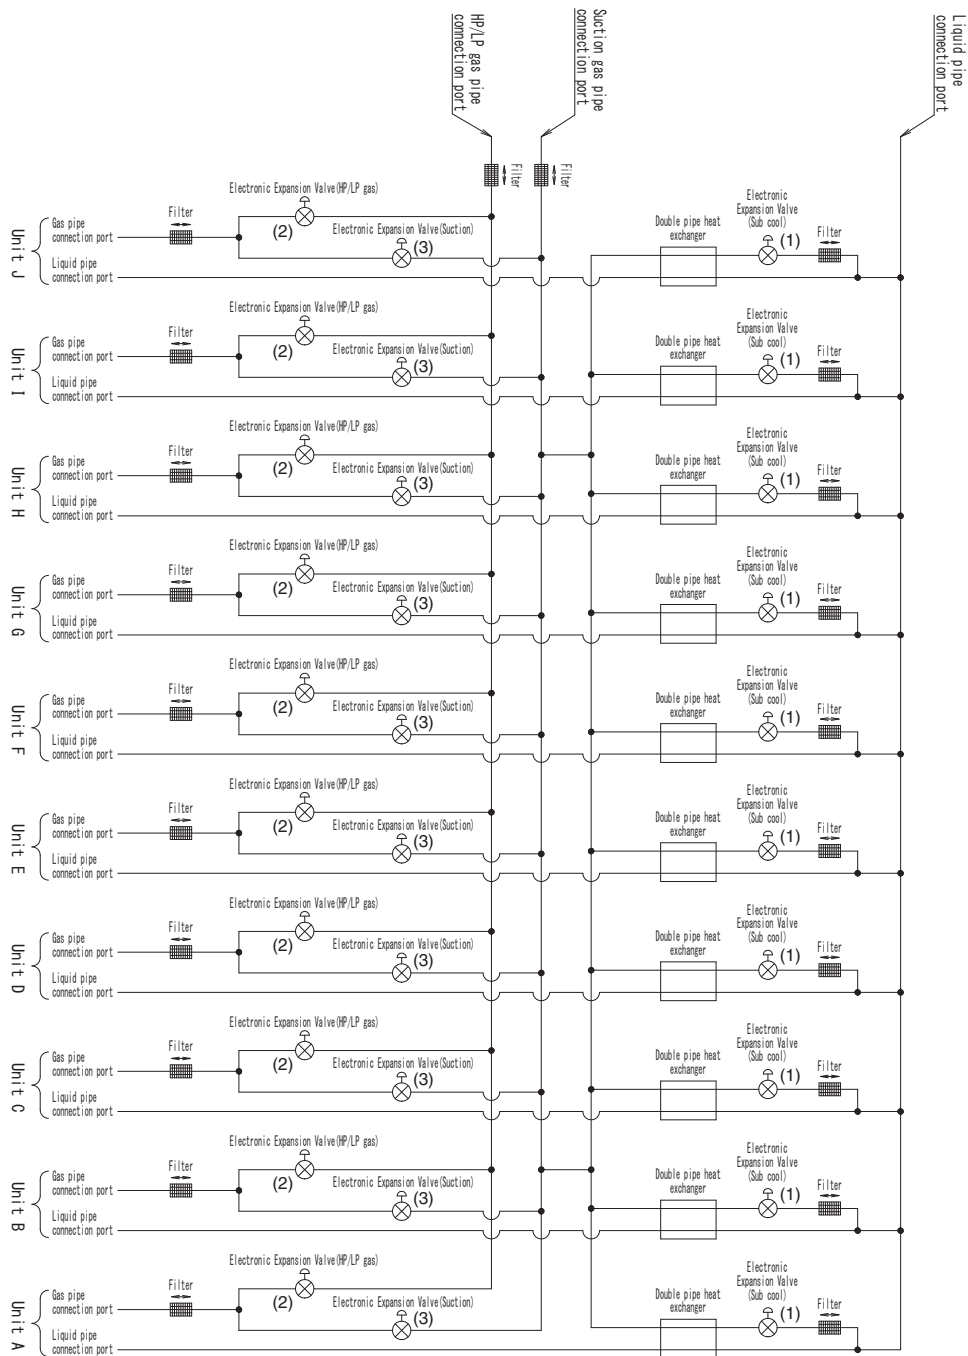 HP/LP gas pipe
connection port
Suction gas pipe
connection port
Liquid pipe
connection port
Filter
Filter
Unit J
Gas pipe
connection port
Liquid pipe
connection port
Filter
Electronic Expansion Valve(HP/LP gas)
(2)
Electronic Expansion Valve(Suction)
(3)
Double pipe heat
exchanger
Electronic
Expansion Valve
(Sub cool)
(1)
Filter
Unit I
Gas pipe
connection port
Liquid pipe
connection port
Filter
Electronic Expansion Valve(HP/LP gas)
(2)
Electronic Expansion Valve(Suction)
(3)
Double pipe heat
exchanger
Electronic
Expansion Valve
(Sub cool)
(1)
Filter
Unit H
Gas pipe
connection port
Liquid pipe
connection port
Filter
Electronic Expansion Valve(HP/LP gas)
(2)
Electronic Expansion Valve(Suction)
(3)
Double pipe heat
exchanger
Electronic
Expansion Valve
(Sub cool)
(1)
Filter
Unit G
Gas pipe
connection port
Liquid pipe
connection port
Filter
Electronic Expansion Valve(HP/LP gas)
(2)
Electronic Expansion Valve(Suction)
(3)
Double pipe heat
exchanger
Electronic
Expansion Valve
(Sub cool)
(1)
Filter
Unit F
Gas pipe
connection port
Liquid pipe
connection port
Filter
Electronic Expansion Valve(HP/LP gas)
(2)
Electronic Expansion Valve(Suction)
(3)
Double pipe heat
exchanger
Electronic
Expansion Valve
(Sub cool)
(1)
Filter
Unit E
Gas pipe
connection port
Liquid pipe
connection port
Filter
Electronic Expansion Valve(HP/LP gas)
(2)
Electronic Expansion Valve(Suction)
(3)
Double pipe heat
exchanger
Electronic
Expansion Valve
(Sub cool)
(1)
Filter
Unit D
Gas pipe
connection port
Liquid pipe
connection port
Filter
Electronic Expansion Valve(HP/LP gas)
(2)
Electronic Expansion Valve(Suction)
(3)
Double pipe heat
exchanger
Electronic
Expansion Valve
(Sub cool)
(1)
Filter
Unit C
Gas pipe
connection port
Liquid pipe
connection port
Filter
Electronic Expansion Valve(HP/LP gas)
(2)
Electronic Expansion Valve(Suction)
(3)
Double pipe heat
exchanger
Electronic
Expansion Valve
(Sub cool)
(1)
Filter
Unit B
Gas pipe
connection port
Liquid pipe
connection port
Filter
Electronic Expansion Valve(HP/LP gas)
(2)
Electronic Expansion Valve(Suction)
(3)
Double pipe heat
exchanger
Electronic
Expansion Valve
(Sub cool)
(1)
Filter
Unit A
Gas pipe
connection port
Liquid pipe
connection port
Filter
Electronic Expansion Valve(HP/LP gas)
(2)
Electronic Expansion Valve(Suction)
(3)
Double pipe heat
exchanger
Electronic
Expansion Valve
(Sub cool)
(1)
Filter